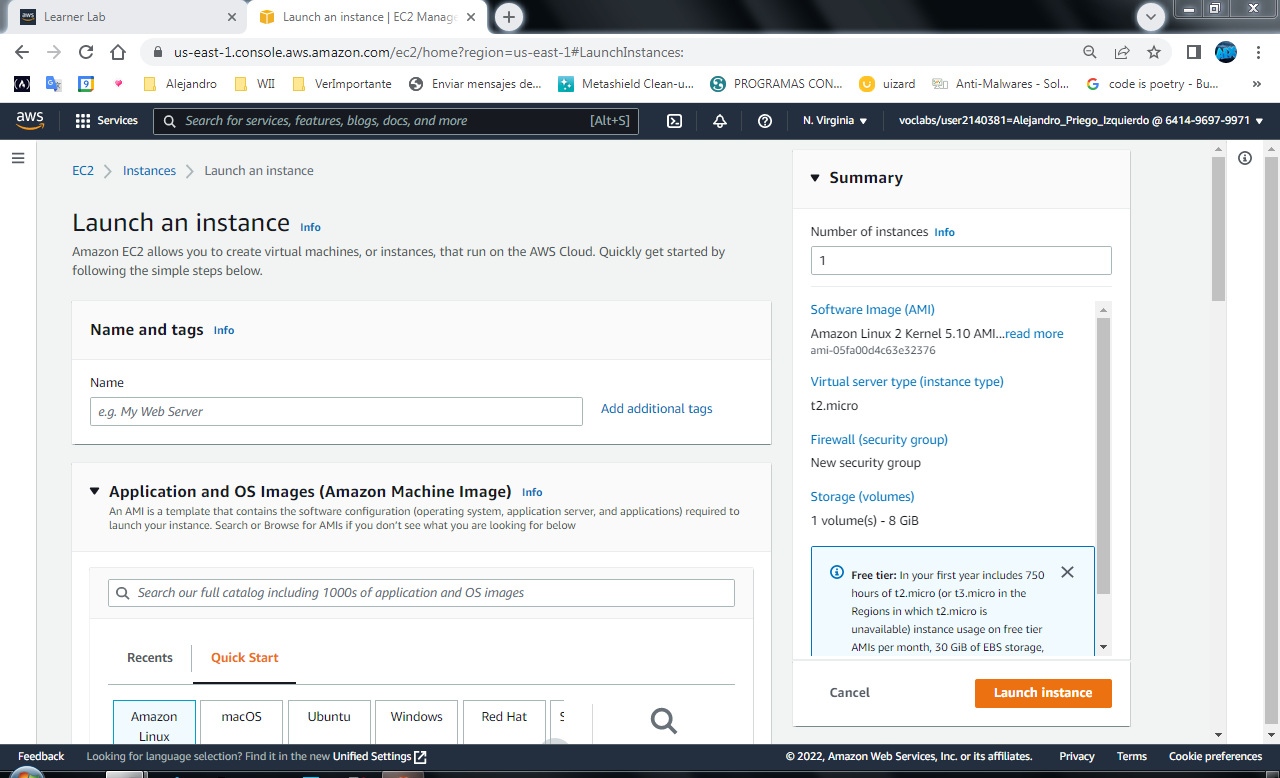 Learner Lab
Launch an instance | EC2 Manage
us-east-1.console.aws.amazon.com/ec2/home?region=us-east-1#LaunchInstances:
Alejandro
WII
VerImportante
Enviar mensajes de...
Metashield Clean-u...
PROGRAMAS CON...
uizard
Anti-Malwares - Sol...
code is poetry - Bu...
»
aws
Services
Search for services, features, blogs, docs, and more
[Alt+S]
N. Virginia
voclabs/user2140381=Alejandro_Priego_Izquierdo @ 6414-9697-9971
EC2
Instances
Launch an instance
Launch an instance Info
Amazon EC2 allows you to create virtual machines, or instances, that run on the AWS Cloud. Quickly get started by
following the simple steps below.
Name and tags Info
Name
e.g. My Web Server
Add additional tags
Application and OS Images (Amazon Machine Image) Info
An AMI is a template that contains the software configuration (operating system, application server, and applications) required to
launch your instance. Search or Browse for AMIs if you don't see what you are looking for below
Search our full catalog including 1000s of application and OS images
Recents
Quick Start
Amazon
Linux
macOS
Ubuntu
Windows
Red Hat
S
Summary
Number of instances Info
1
Software Image (AMI)
Amazon Linux 2 Kernel 5.10 AMI...read more
ami-05fa00d4c63e32376
Virtual server type (instance type)
t2.micro
Firewall (security group)
New security group
Storage (volumes)
1 volume(s) - 8 GiB
Free tier: In your first year includes 750
hours of t2.micro (or t3.micro in the
Regions in which t2.micro is
unavailable) instance usage on free tier
AMIs per month, 30 GiB of EBS storage,
Cancel
Launch instance
Feedback
Looking for language selection? Find it in the new Unified Settings
© 2022, Amazon Web Services, Inc. or its affiliates.
Privacy
Terms
Cookie preferences